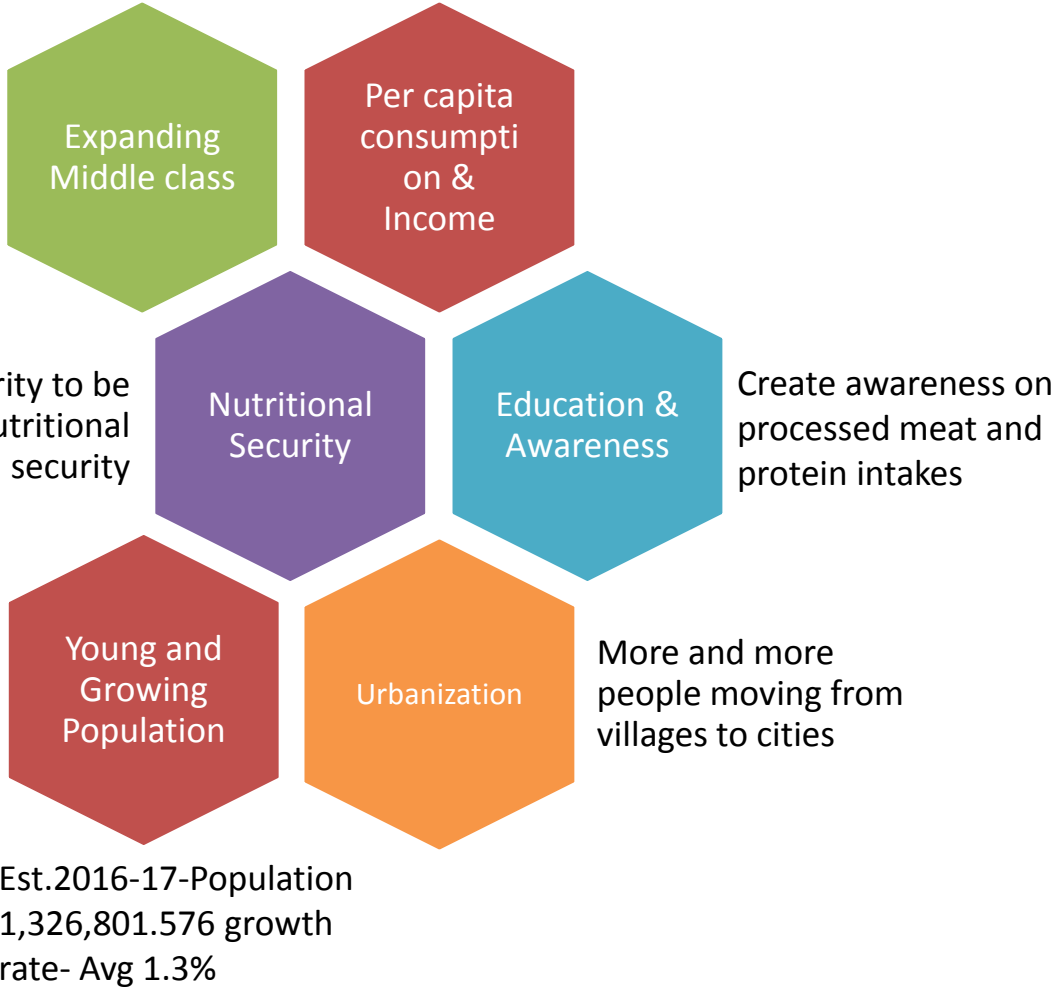 Expanding
Middle class
Per capita
consumpti
on &
Income
to be
security
Nutritional
Security
Education &
Awareness
Create awareness on
processed meat and
protein intakes
Young and
Growing
Population
Urbanization
More and more
people moving from
villages to cities
Est.2016-17-Population
1,326,801.576 growth
rate- Avg 1.3%